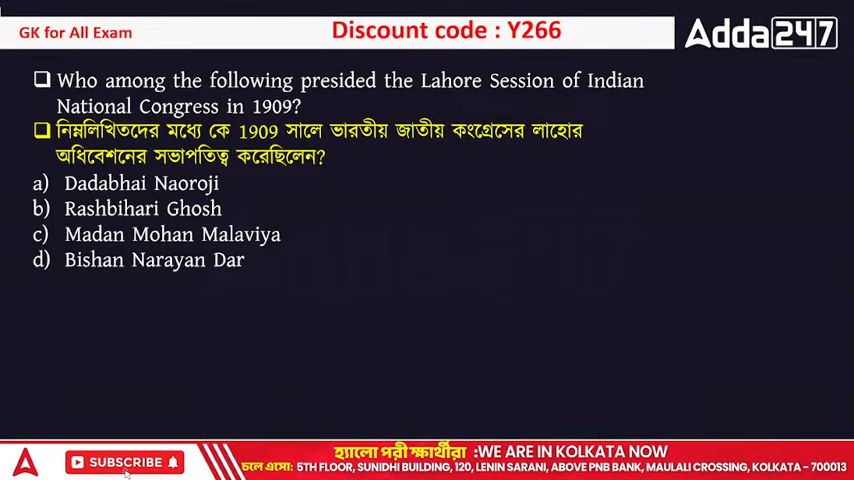 GK for All Exam
Discount code : Y266
Adda247
Who among the following presided the Lahore Session of Indian
National Congress in 1909?
নিম্নলিখিতদের মধ্যে কে 1909 সালে ভারতীয় জাতীয় কংগ্রেসের লাহোর
অধিবেশনের সভাপতিত্ব করেছিলেন?
a) Dadabhai Naoroji
b) Rashbihari Ghosh
c) Madan Mohan Malaviya
d) Bishan Narayan Dar
SUBSCRIBE
হ্যালো পরীক্ষার্থীরা :WE ARE IN KOLKATA NOW
চলে এসো: 5TH FLOOR, SUNIDHI BUILDING, 120, LENIN SARANI, ABOVE PNB BANK, MAULALI CROSSING, KOLKATA - 700013